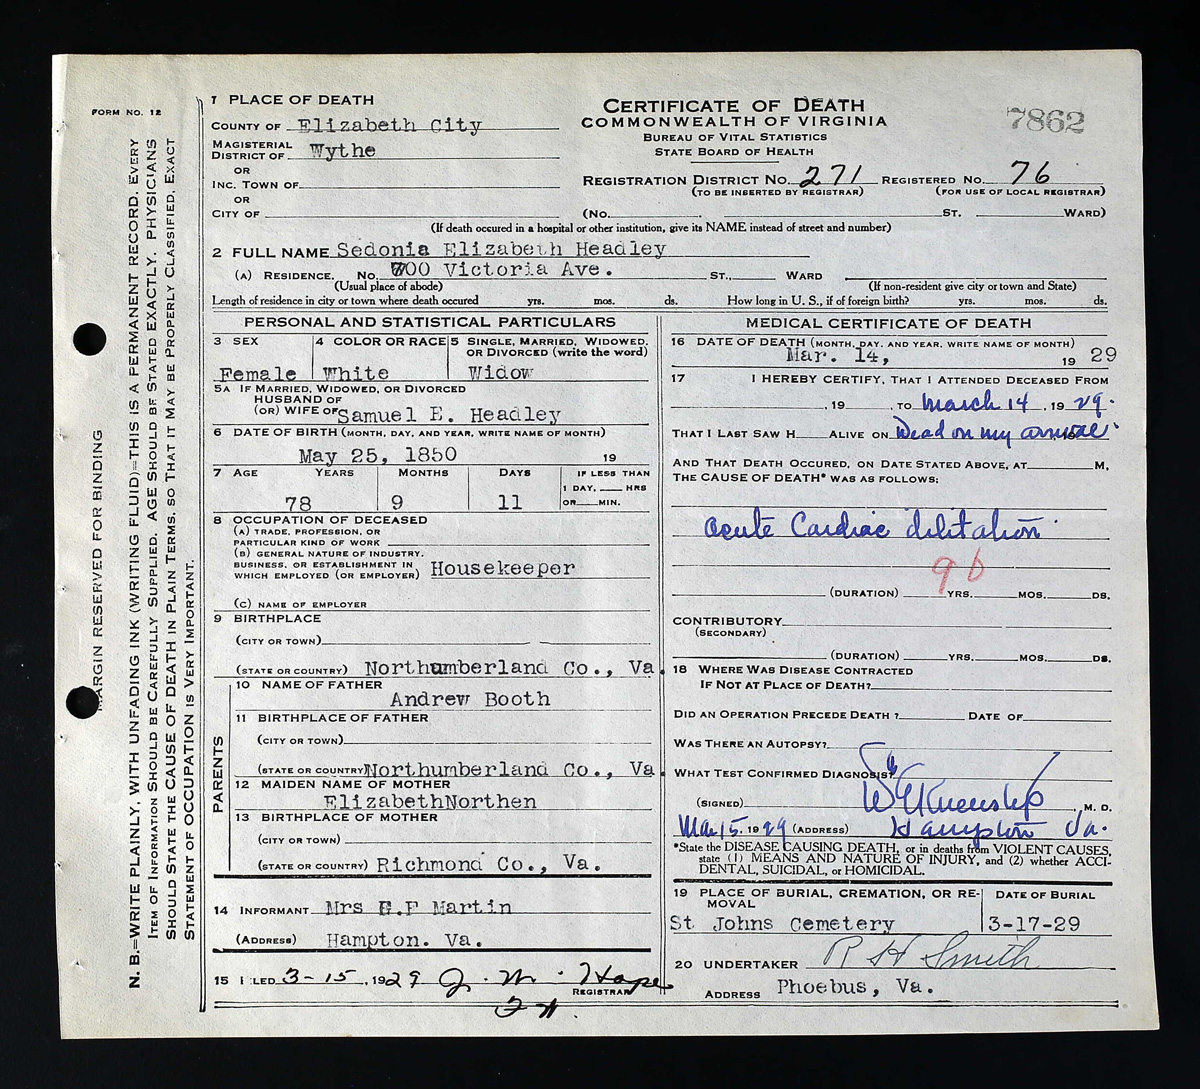 FORM NO. 12
MARGIN RESERVED FOR BINDING
N. B.=WRITE PLAINLY, WITH UNFADING INK (WRITING FLUID)=THIS IS A PERMANENT RECORD. EVERY
ITEM OF INFORMATION SHOULD BE CAREFULLY SUPPLIED. AGE SHOULD BE STATED EXACTLY. PHYSICIANS
SHOULD STATE THE CAUSE OF DEATH IN PLAIN TERMS, SO THAT IT MAY BE PROPERLY CLASSIFIED. EXACT
STATEMENT OF OCCUPATION IS VERY IMPORTANT.
CERTIFICATE OF DEATH
COMMONWEALTH OF VIRGINIA
BUREAU OF VITAL STATISTICS
STATE BOARD OF HEALTH
7862
1 PLACE OF DEATH
COUNTY OF Elizabeth City
MAGISTERIAL
DISTRICT OF Wythe
OR
INC. TOWN OF
OR
CITY OF
REGISTRATION DISTRICT NO. 271 REGISTERED NO. 76
(TO BE INSERTED BY REGISTRAR) (FOR USE OF LOCAL REGISTRAR)
(NO. ST. WARD)
(If death occured in a hospital or other institution, give its NAME instead of street and number)
2 FULL NAME Sedonia Elizabeth Headley
(A) RESIDENCE. NO. 700 Victoria Ave. ST., WARD
(Usual place of abode) (If non-resident give city or town and State)
Length of residence in city or town where death occured yrs. mos. ds. How long in U. S., if of foreign birth? yrs. mos. ds.
PERSONAL AND STATISTICAL PARTICULARS
3 SEX 4 COLOR OR RACE 5 SINGLE, MARRIED, WIDOWED,
OR DIVORCED (write the word)
Female White Widow
5A IF MARRIED, WIDOWED, OR DIVORCED
HUSBAND OF
(OR) WIFE OF Samuel E. Headley
6 DATE OF BIRTH (MONTH, DAY, AND YEAR, WRITE NAME OF MONTH)
May 25, 1850 19
7 AGE YEARS MONTHS DAYS IF LESS THAN
1 DAY, HRS
78 9 11 OR MIN.
8 OCCUPATION OF DECEASED
(A) TRADE, PROFESSION, OR
PARTICULAR KIND OF WORK
(B) GENERAL NATURE OF INDUSTRY.
BUSINESS, OR ESTABLISHMENT IN
WHICH EMPLOYED (OR EMPLOYER) Housekeeper
(C) NAME OF EMPLOYER
9 BIRTHPLACE
(CITY OR TOWN)
(STATE OR COUNTRY) Northumberland Co., Va.
PARENTS
10 NAME OF FATHER
Andrew Booth
11 BIRTHPLACE OF FATHER
(CITY OR TOWN)
(STATE OR COUNTRY Northumberland Co., Va.
12 MAIDEN NAME OF MOTHER
ElizabethNorthen
13 BIRTHPLACE OF MOTHER
(CITY OR TOWN)
(STATE OR COUNTRY) Richmond Co., Va.
14 INFORMANT Mrs E.P Martin
(ADDRESS) Hampton. Va.
15 FILED 3-15, 1929 J. M. Hope
REGISTRAR
MEDICAL CERTIFICATE OF DEATH
16 DATE OF DEATH (MONTH, DAY, AND YEAR, WRITE NAME OF MONTH)
Mar. 14, 19 29
17 I HEREBY CERTIFY, THAT I ATTENDED DECEASED FROM
, 19 , TO March 14, 1929.
THAT I LAST SAW H ALIVE ON Dead on my arrival
AND THAT DEATH OCCURED, ON DATE STATED ABOVE, AT M,
THE CAUSE OF DEATH* WAS AS FOLLOWS:
Acute Cardiac dilitation
(DURATION) YRS. MOS. DS.
CONTRIBUTORY
(SECONDARY)
(DURATION) YRS. MOS. DS.
18 WHERE WAS DISEASE CONTRACTED
IF NOT AT PLACE OF DEATH?
DID AN OPERATION PRECEDE DEATH ? DATE OF
WAS THERE AN AUTOPSY?
WHAT TEST CONFIRMED DIAGNOSIS?
(SIGNED) , M. D.
Mar 15. 1929 (ADDRESS) Hampton Va.
*State the DISEASE CAUSING DEATH, or in deaths from VIOLENT CAUSES,
state (1) MEANS AND NATURE OF INJURY, and (2) whether ACCI-
DENTAL, SUICIDAL, or HOMICIDAL.
19 PLACE OF BURIAL, CREMATION, OR RE-
MOVAL DATE OF BURIAL
St Johns Cemetery 3-17-29
20 UNDERTAKER R H Smith
ADDRESS Phoebus, Va.